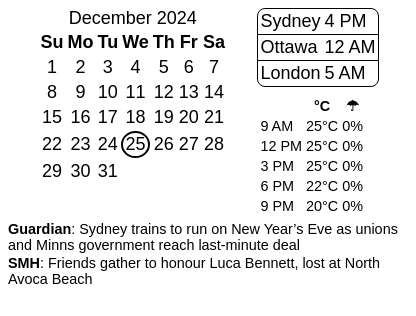 December 2024
Su Mo Tu We Th Fr Sa
1 2 3 4 5 6 7
8 9 10 11 12 13 14
15 16 17 18 19 20 21
22 23 24 25 26 27 28
29 30 31
Sydney 4 PM
Ottawa 12 AM
London 5 AM
°C ☂
9 AM 25°C 0%
12 PM 25°C 0%
3 PM 25°C 0%
6 PM 22°C 0%
9 PM 20°C 0%
Guardian: Sydney trains to run on New Year’s Eve as unions
and Minns government reach last-minute deal
SMH: Friends gather to honour Luca Bennett, lost at North
Avoca Beach